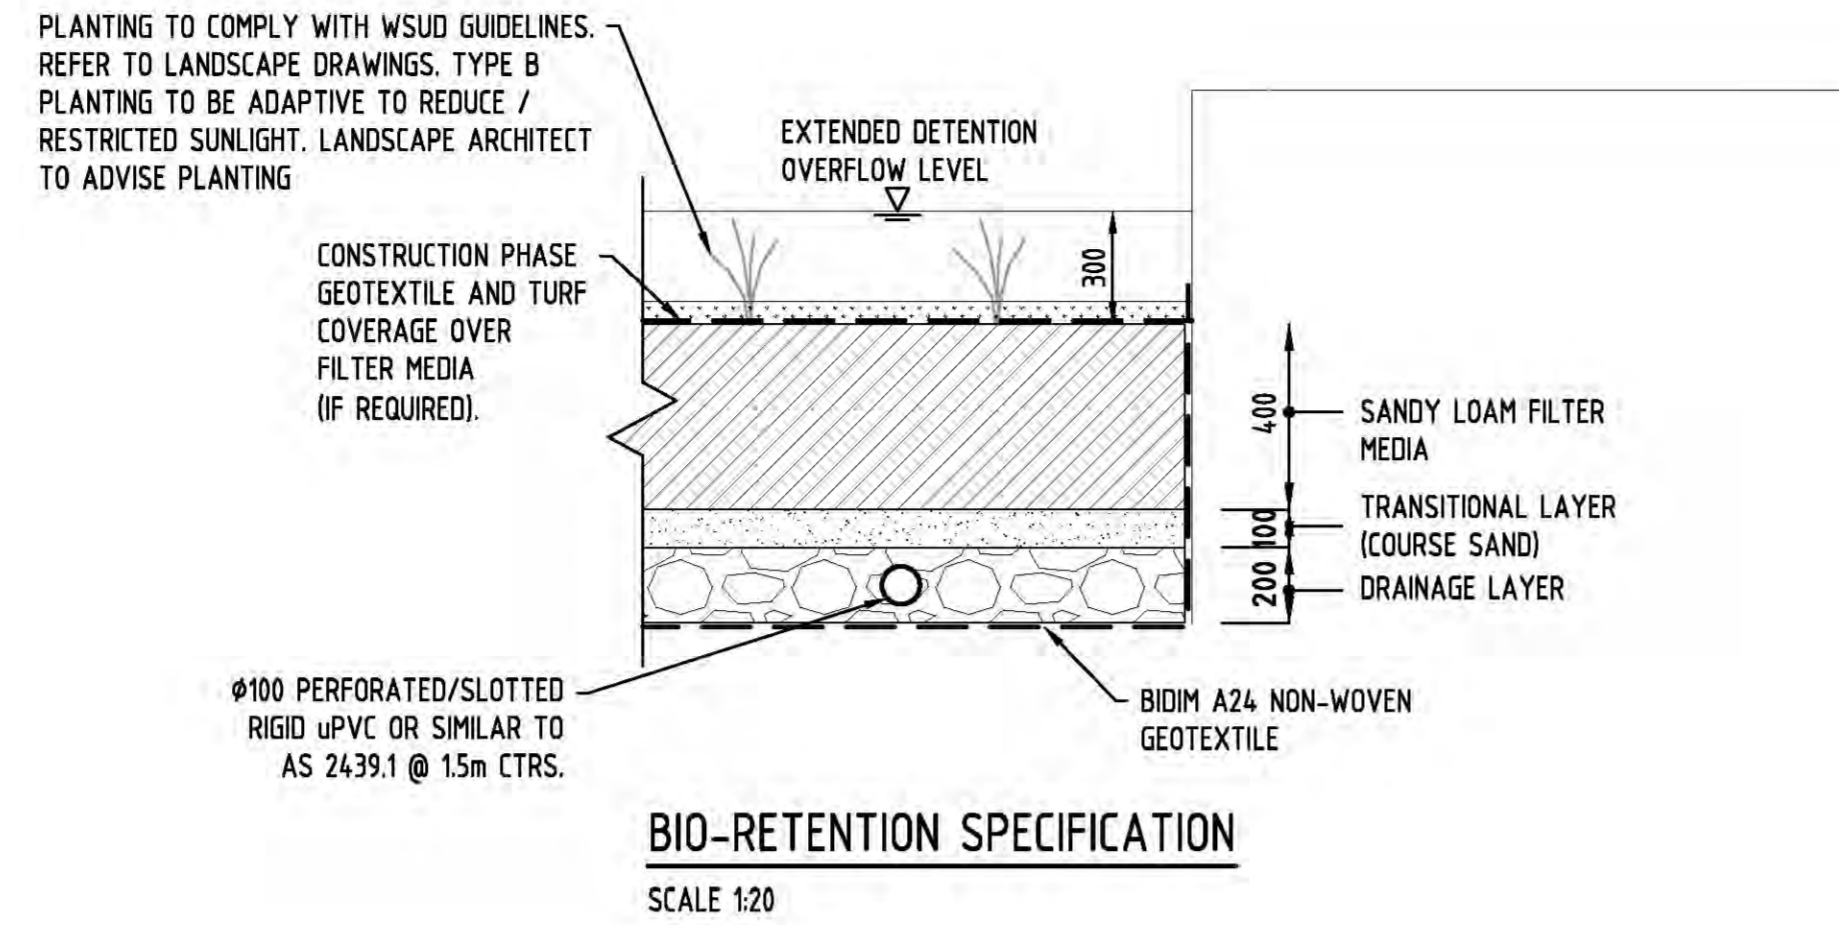 PLANTING TO COMPLY WITH WSUD GUIDELINES.
REFER TO LANDSCAPE DRAWINGS. TYPE B
PLANTING TO BE ADAPTIVE TO REDUCE /
RESTRICTED SUNLIGHT. LANDSCAPE ARCHITECT
TO ADVISE PLANTING
EXTENDED DETENTION
OVERFLOW LEVEL
CONSTRUCTION PHASE
GEOTEXTILE AND TURF
COVERAGE OVER
FILTER MEDIA
(IF REQUIRED).
300
400
SANDY LOAM FILTER
MEDIA
100
TRANSITIONAL LAYER
(COURSE SAND)
200
DRAINAGE LAYER
Ø100 PERFORATED/SLOTTED
RIGID uPVC OR SIMILAR TO
AS 2439.1 @ 1.5m CTRS.
BIDIM A24 NON-WOVEN
GEOTEXTILE
BIO-RETENTION SPECIFICATION
SCALE 1:20